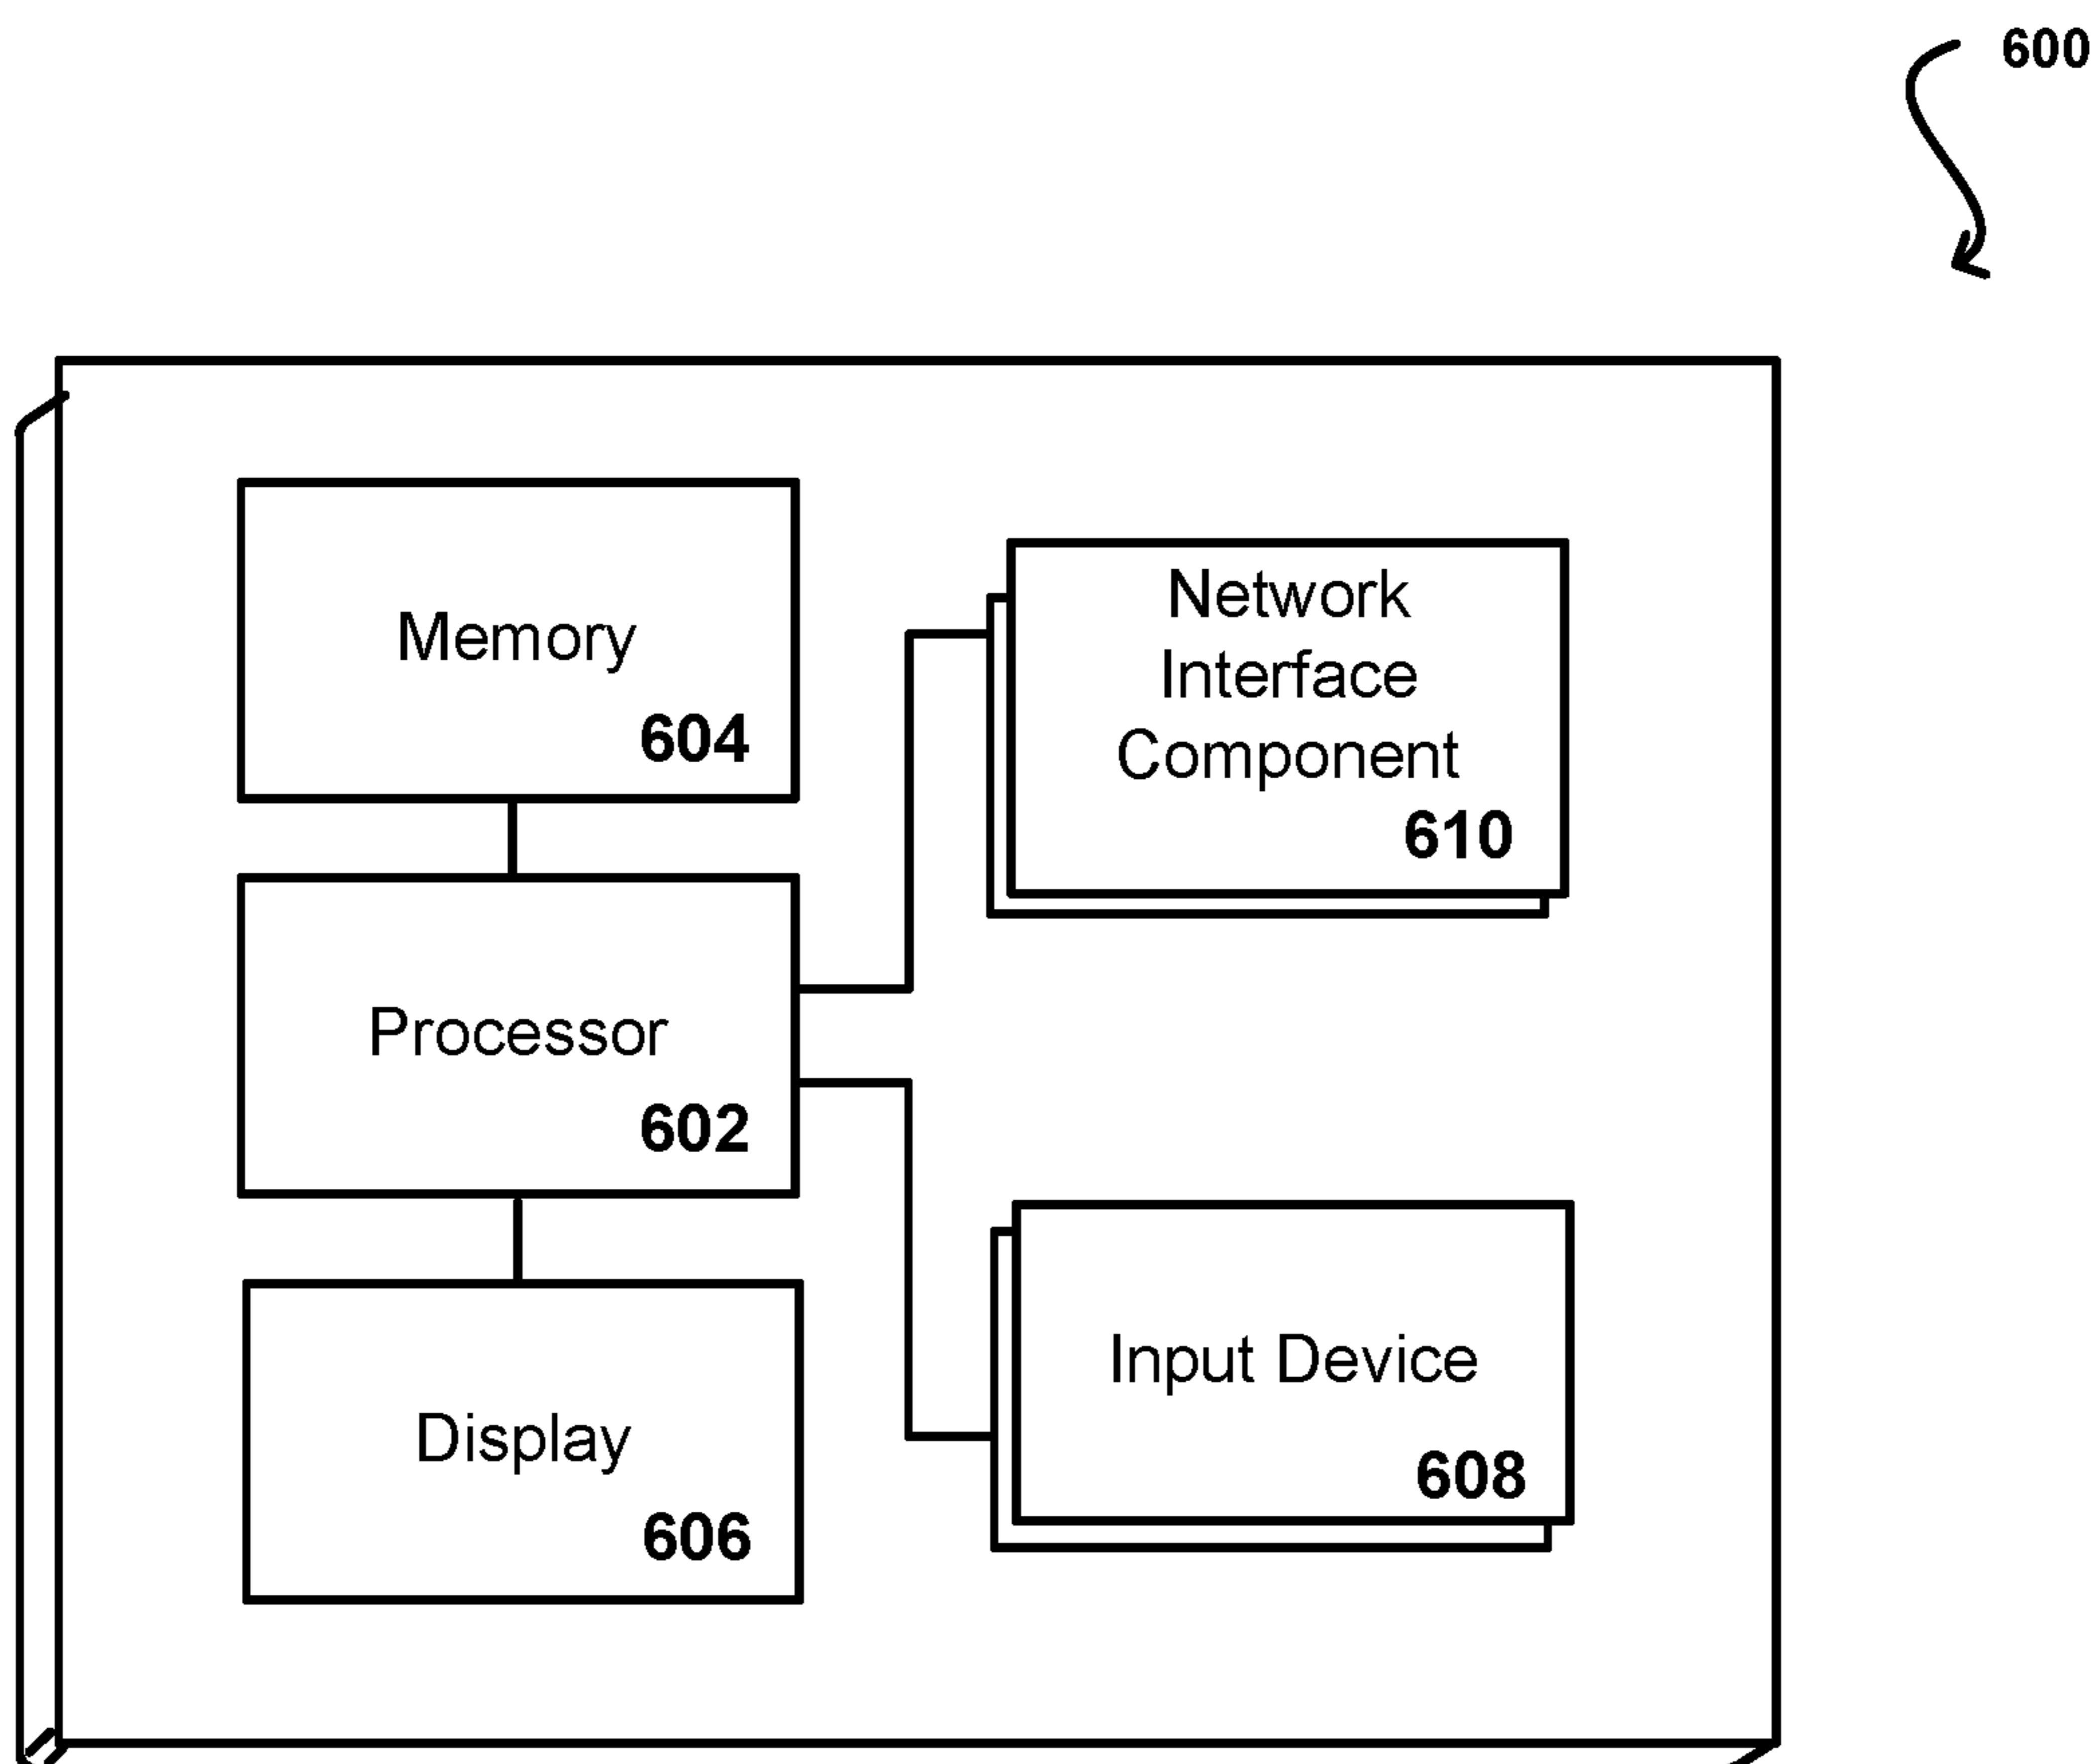 600
Memory
604
Network
Interface
Component
610
Processor
602
Input Device
608
Display
606